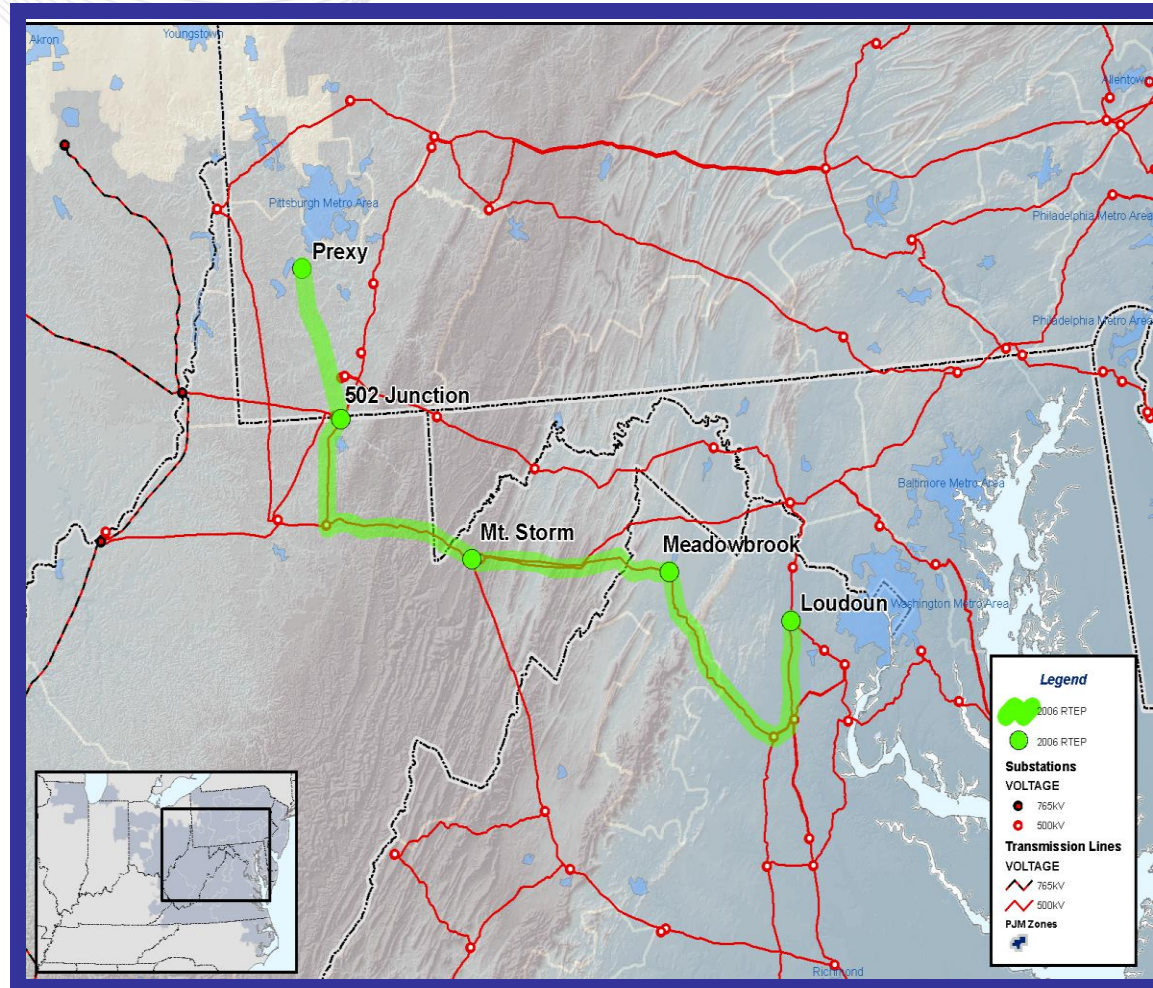 Akron
Youngstown
Allentown
Pittsburgh Metro Area
Philadelphia Metro Area
Prexy
Philadelphia Metro Area
502 Junction
Baltimore Metro Area
Mt. Storm
Meadowbrook
Loudoun
Washington Metro Area
Richmond
Legend
2006 RTEP
2006 RTEP
Substations
VOLTAGE
765kV
500kV
Transmission Lines
VOLTAGE
765kV
500kV
PJM Zones